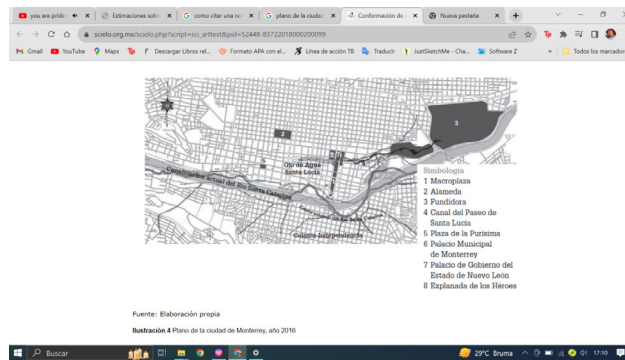 you are pride
Estimaciones sobre
como citar una nec
plano de la ciudad
Conformación de l
Nueva pestaña
scielo.org.mx/scielo.php?script=sci_arttext&pid=S2448-83722018000200099
Gmail
YouTube
Maps
Descargar Libros rel...
Formato APA con el...
Línea de acción TB
Traducir
JustSketchMe - Cha...
Software Z
Todos los marcadores
2
3
Ojo de Agua
Santa Lucía
Canalización actual del Río Santa Catarina
Colonia Independencia
Simbología
1 Macroplaza
2 Alameda
3 Fundidora
4 Canal del Paseo de
Santa Lucía
5 Plaza de la Purísima
6 Palacio Municipal
de Monterrey
7 Palacio de Gobierno del
Estado de Nuevo León
8 Explanada de los Héroes
Fuente: Elaboración propia
Ilustración 4 Plano de la ciudad de Monterrey, año 2016
Buscar
29°C Bruma
17:10